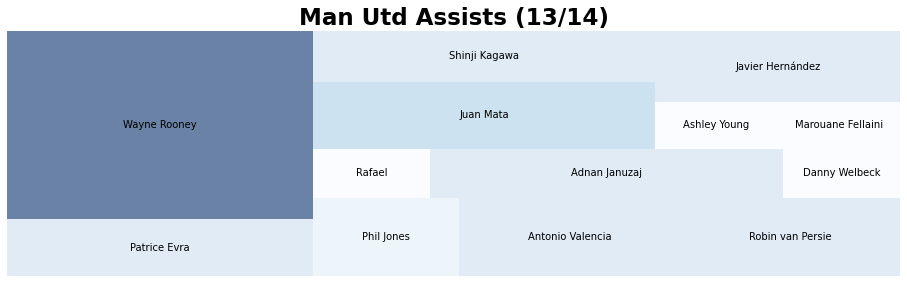 Man Utd Assists (13/14)
Shinji Kagawa
Javier Hernández
Juan Mata
Wayne Rooney
Ashley Young
Marouane Fellaini
Rafael
Adnan Januzaj
Danny Welbeck
Phil Jones
Antonio Valencia
Robin van Persie
Patrice Evra